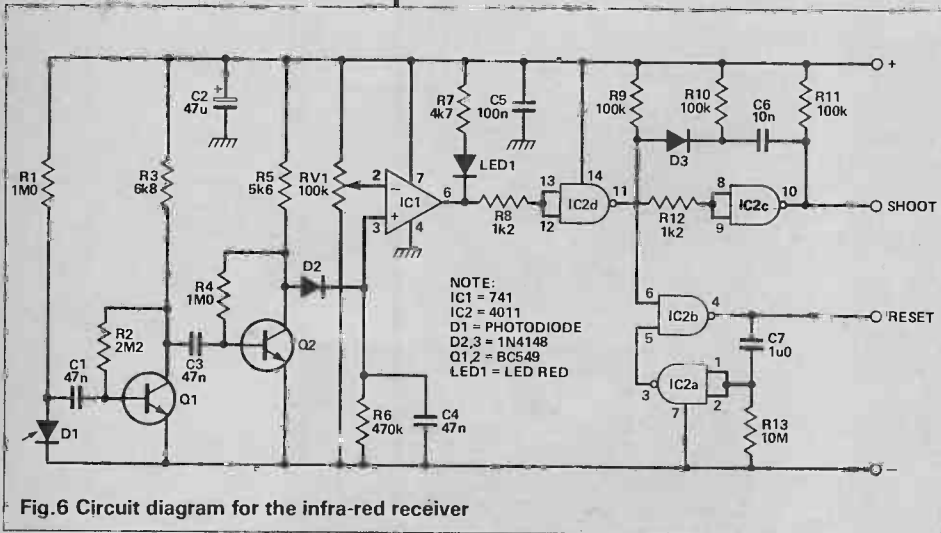 +
C2
47u
+
R7
4k7
C5
100n
R9
100k
R10
100k
C6
10n
R11
100k
R1
1M0
R3
6k8
R5
5k6
RV1
100k
LED1
D3
2
–
7
IC1
6
+
3
4
R8
1k2
13
12
14
IC2d
11
R12
1k2
8
9
IC2c
10
SHOOT
D2
R4
1M0
NOTE:
IC1 = 741
IC2 = 4011
D1 = PHOTODIODE
D2,3 = 1N4148
Q1,2 = BC549
LED1 = LED RED
6
5
IC2b
4
RESET
R2
2M2
C3
47n
Q2
C1
47n
Q1
C7
1u0
3
IC2a
1
2
7
R6
470k
C4
47n
R13
10M
D1
–
Fig.6 Circuit diagram for the infra-red receiver